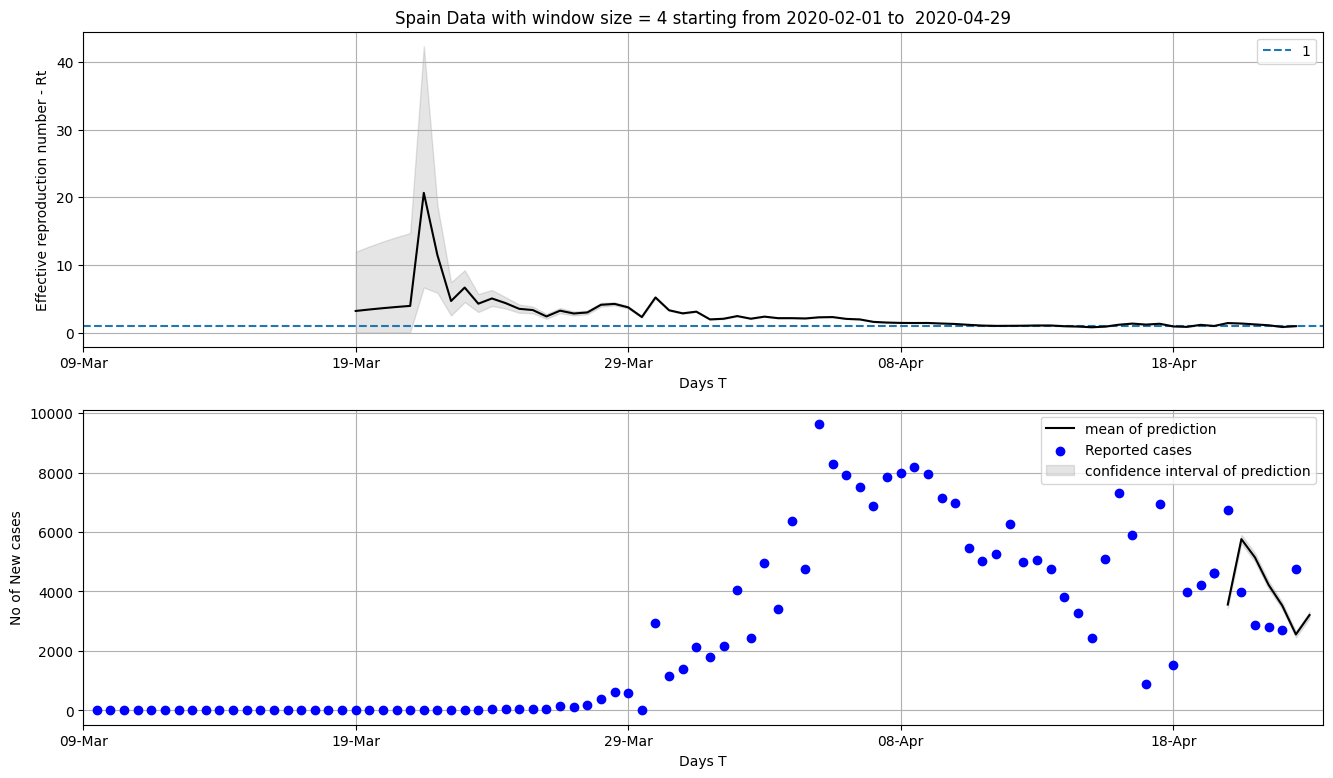 Spain Data with window size = 4 starting from 2020-02-01 to  2020-04-29
Effective reproduction number - Rt
40
30
20
10
0
1
09-Mar 19-Mar 29-Mar 08-Apr 18-Apr
Days T
No of New cases
10000
8000
6000
4000
2000
0
mean of prediction
Reported cases
confidence interval of prediction
09-Mar 19-Mar 29-Mar 08-Apr 18-Apr
Days T